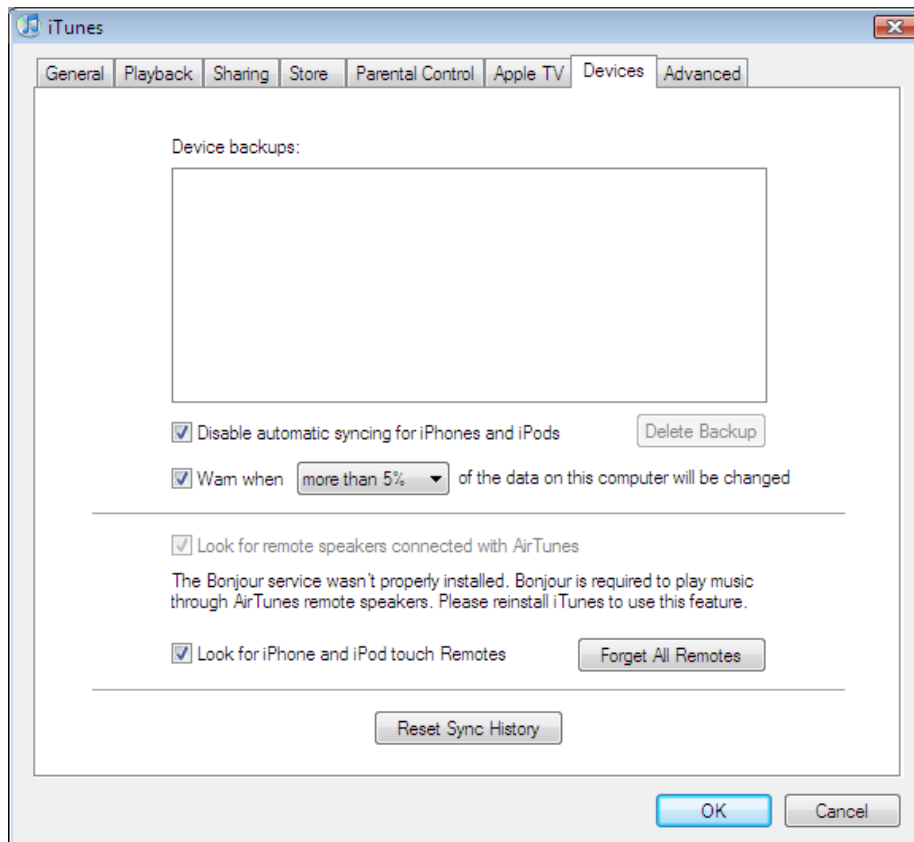 iTunes
General Playback Sharing Store Parental Control Apple TV Devices Advanced
Device backups:
Disable automatic syncing for iPhones and iPods Delete Backup
Warn when more than 5% of the data on this computer will be changed
Look for remote speakers connected with AirTunes
The Bonjour service wasn't properly installed. Bonjour is required to play music
through AirTunes remote speakers. Please reinstall iTunes to use this feature.
Look for iPhone and iPod touch Remotes Forget All Remotes
Reset Sync History
OK Cancel